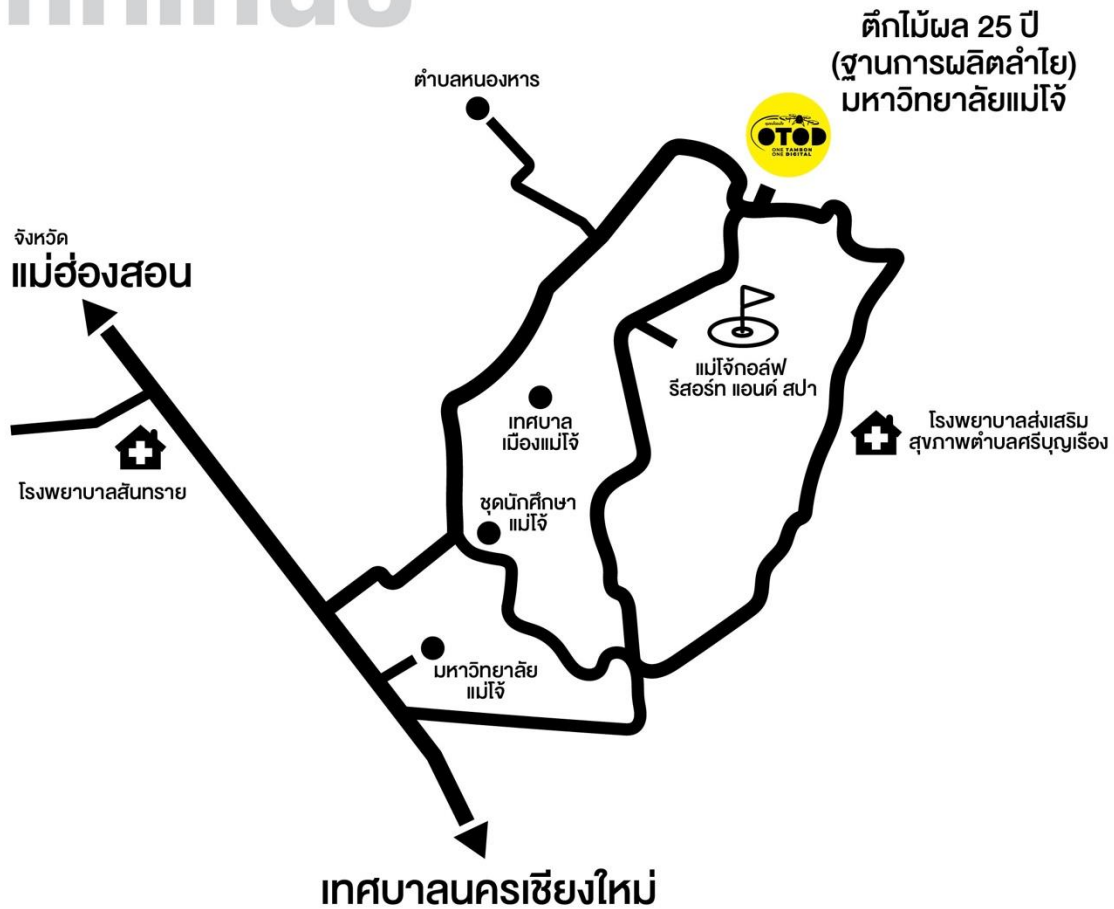 ตึกไม้ผล 25 ปี
(ฐานการผลิตลำไย)
มหาวิทยาลัยแม่โจ้
ตำบลหนองหาร
OTOD
ONE TAMBON
ONE DIGITAL
จังหวัด
แม่ฮ่องสอน
แม่โจ้กอล์ฟ
รีสอร์ท แอนด์ สปา
เทศบาล
เมืองแม่โจ้
โรงพยาบาลส่งเสริม
สุขภาพตำบลศรีบุญเรือง
โรงพยาบาลสันทราย
ชุดนักศึกษา
แม่โจ้
มหาวิทยาลัย
แม่โจ้
เทศบาลนครเชียงใหม่